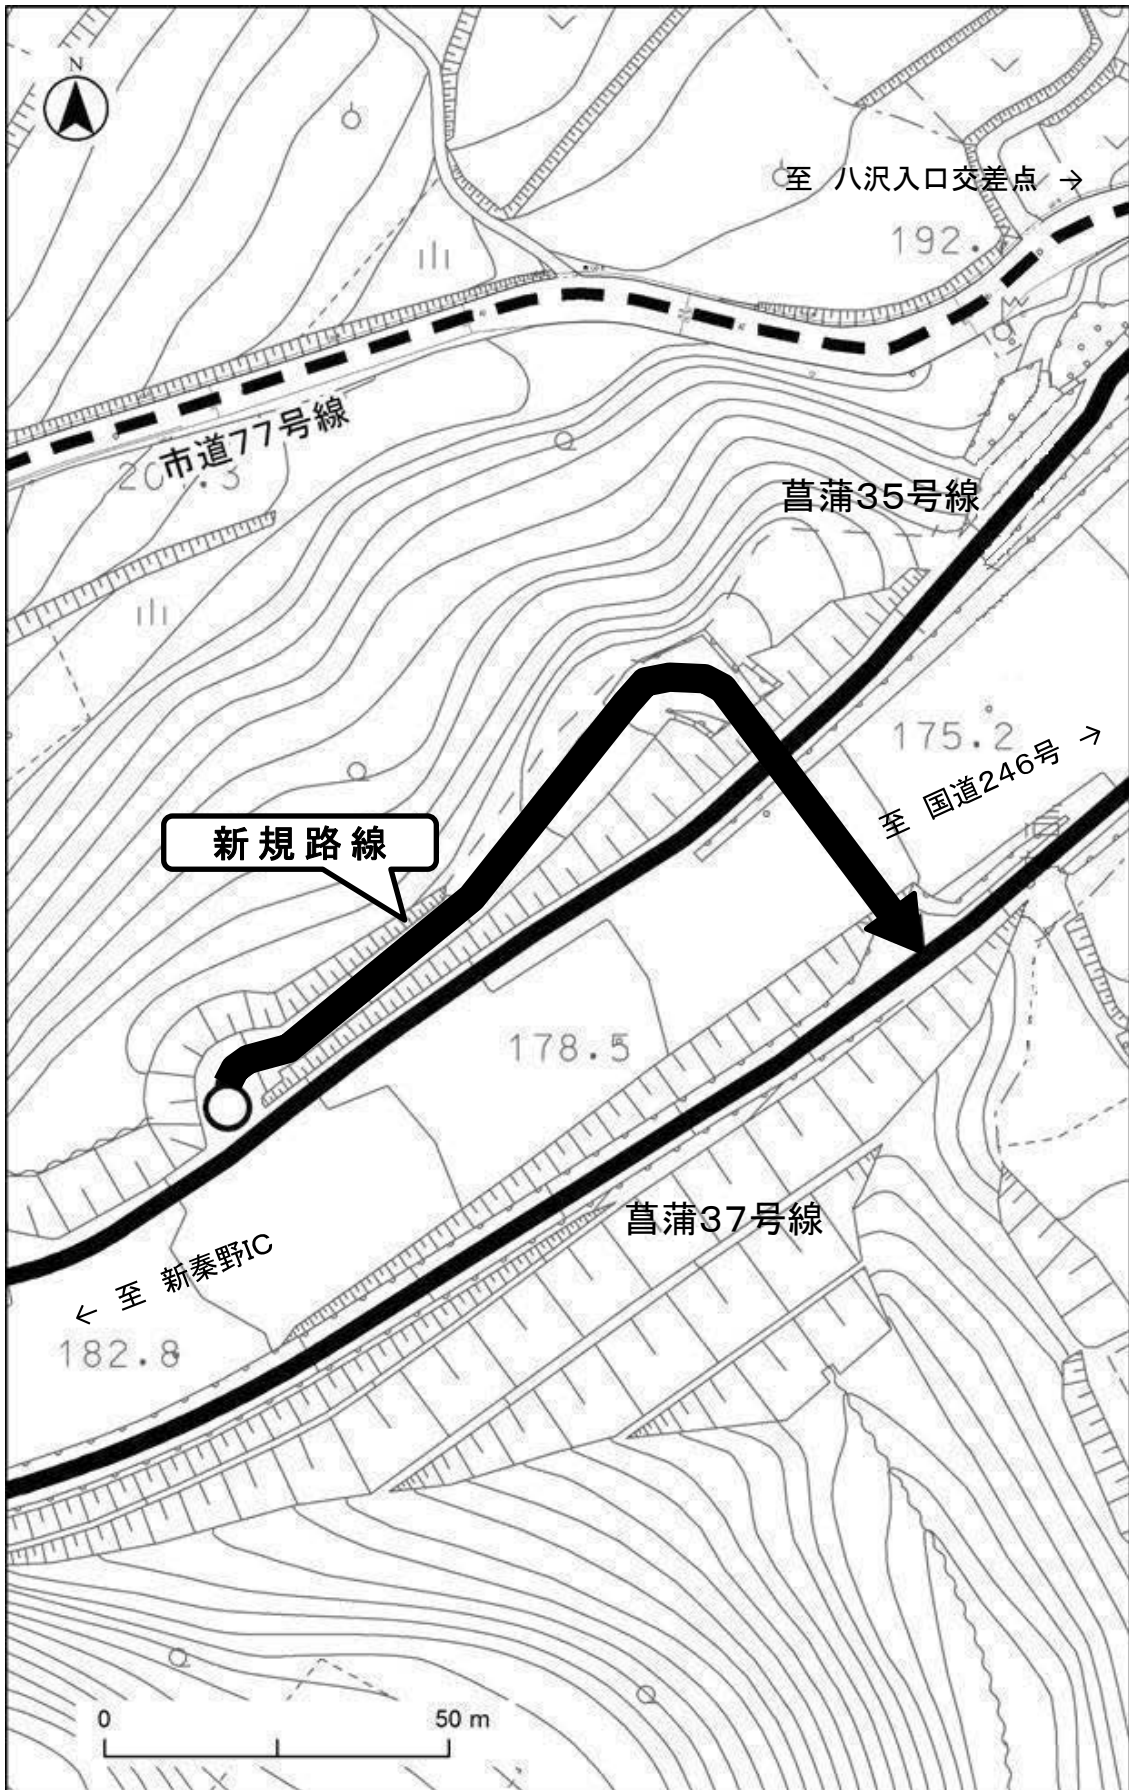 N
至 八沢入口交差点 →
192.
市道77号線
菖蒲35号線
175.2
至 国道246号 →
新規路線
178.5
菖蒲37号線
← 至 新秦野IC
182.8
0 50 m